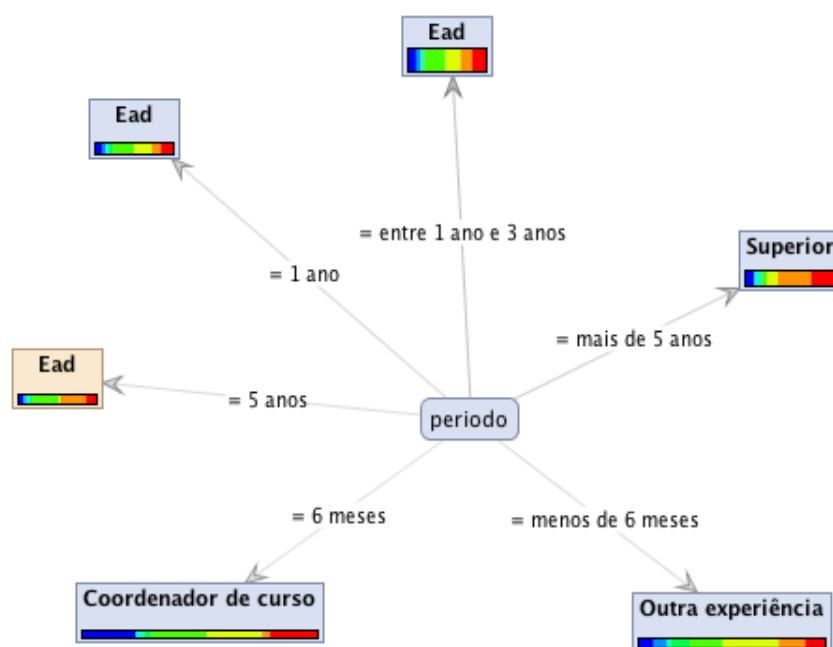 Ead
Ead
= entre 1 ano e 3 anos
Superior
= 1 ano
= mais de 5 anos
Ead
= 5 anos
periodo
= 6 meses
= menos de 6 meses
Coordenador de curso
Outra experiência